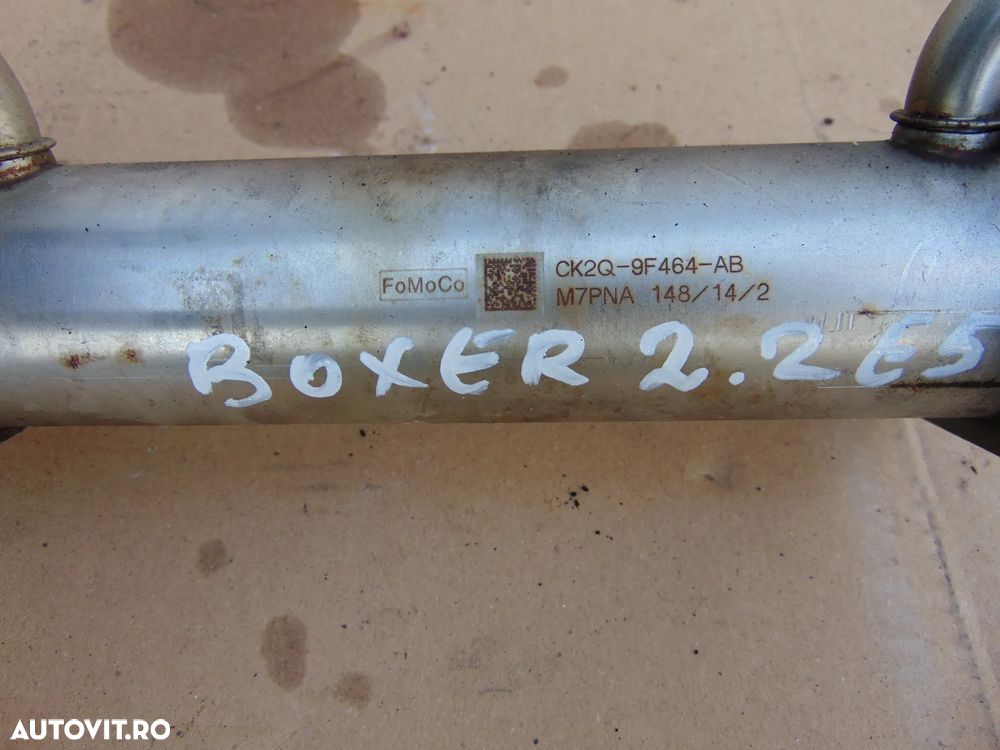 FoMoCo
CK2Q-9F464-AB
M7PNA 148/14/2
BOXER 2.2E5
AUTOVIT.RO